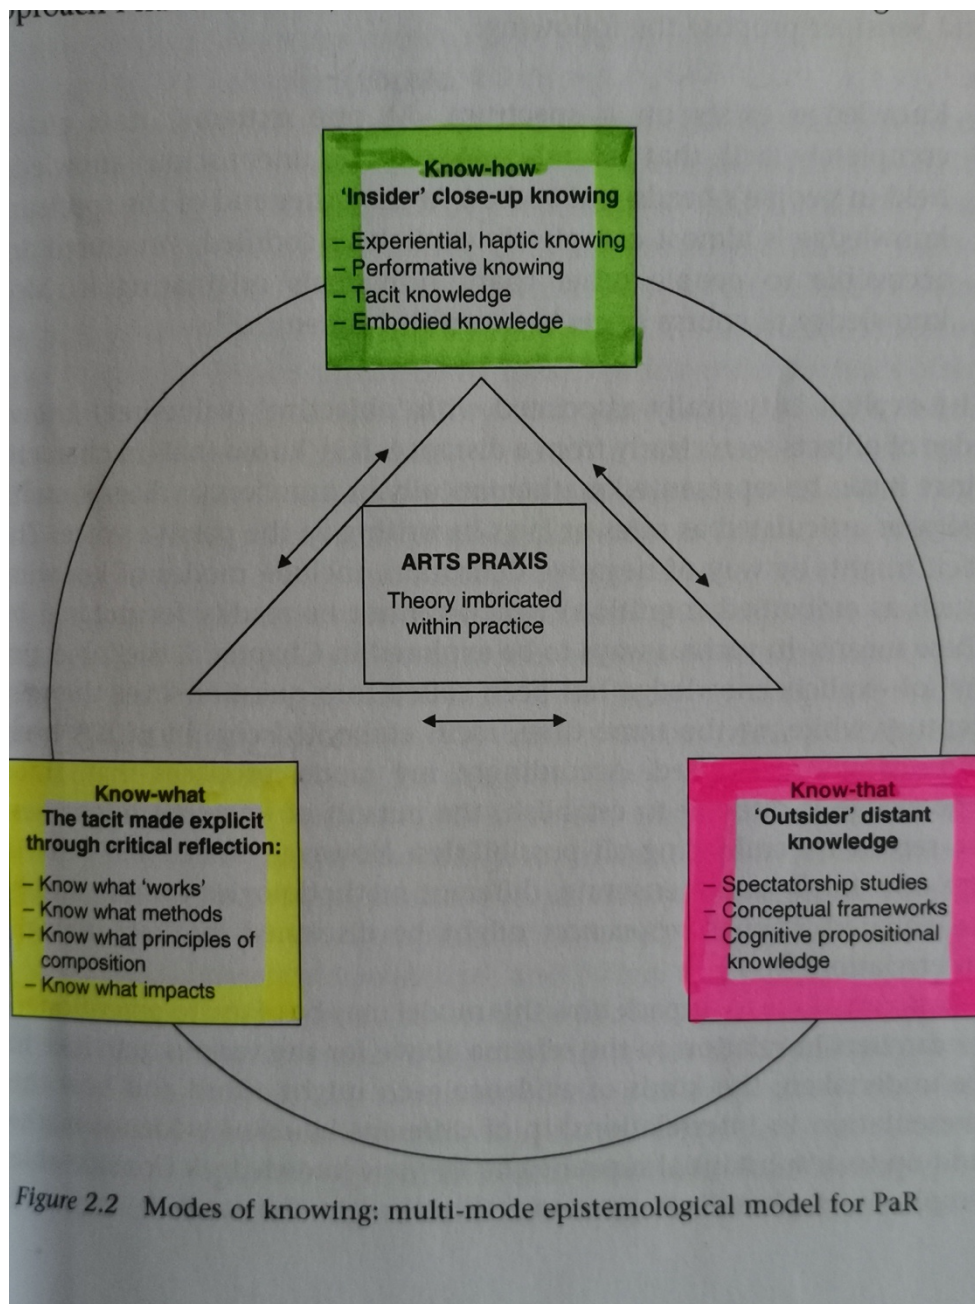 Know-how
‘Insider’ close-up knowing
– Experiential, haptic knowing
– Performative knowing
– Tacit knowledge
– Embodied knowledge
ARTS PRAXIS
Theory imbricated
within practice
Know-what
The tacit made explicit
through critical reflection:
– Know what ‘works’
– Know what methods
– Know what principles of
composition
– Know what impacts
Know-that
‘Outsider’ distant
knowledge
– Spectatorship studies
– Conceptual frameworks
– Cognitive propositional
knowledge
Figure 2.2 Modes of knowing: multi-mode epistemological model for PaR